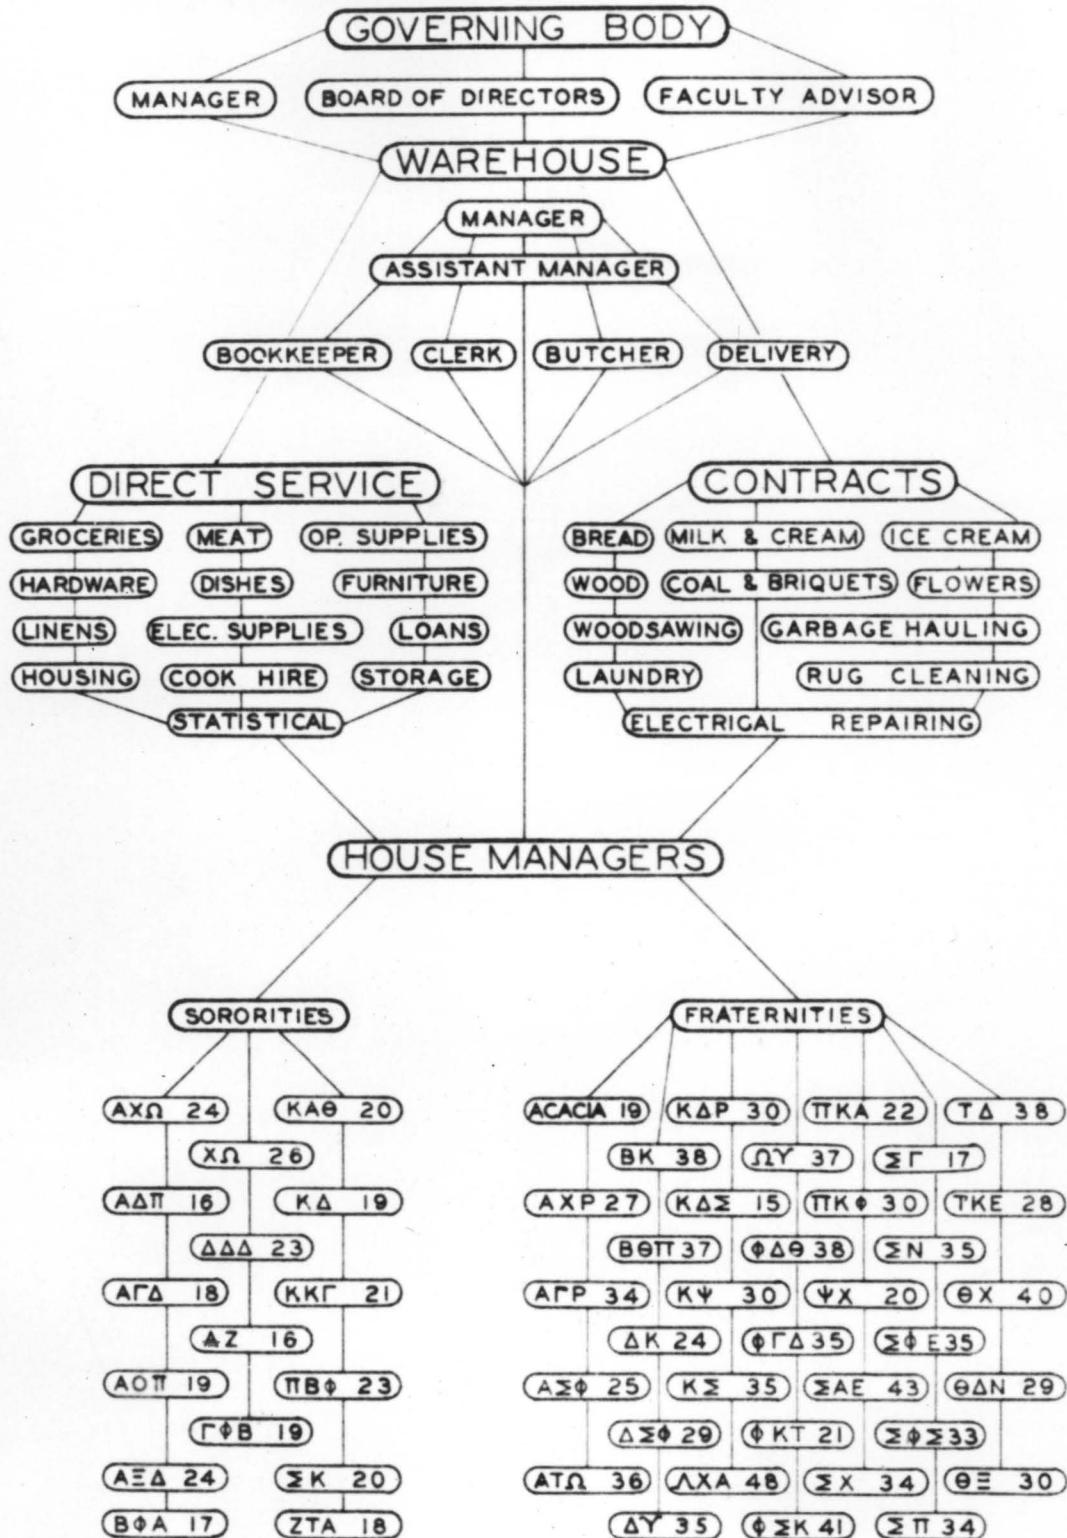 GOVERNING BODY
MANAGER BOARD OF DIRECTORS FACULTY ADVISOR
WAREHOUSE
MANAGER
ASSISTANT MANAGER
BOOKKEEPER CLERK BUTCHER DELIVERY
DIRECT SERVICE CONTRACTS
GROCERIES MEAT OP. SUPPLIES BREAD MILK & CREAM ICE CREAM
HARDWARE DISHES FURNITURE WOOD COAL & BRIQUETS FLOWERS
LINENS ELEC. SUPPLIES LOANS WOODSAWING GARBAGE HAULING
HOUSING COOK HIRE STORAGE LAUNDRY RUG CLEANING
STATISTICAL ELECTRICAL REPAIRING
HOUSE MANAGERS
SORORITIES FRATERNITIES
ΑΧΩ 24 ΚΑΘ 20 ACACIA 19 ΚΔΡ 30 ΠΚΑ 22 ΤΔ 38
ΧΩ 26 ΒΚ 38 ΩΥ 37 ΣΓ 17
ΑΔΠ 16 ΚΔ 19 ΑΧΡ 27 ΚΔΣ 15 ΠΚΦ 30 ΤΚΕ 28
ΔΔΔ 23 ΒΘΠ 37 ΦΔΘ 38 ΣΝ 35
ΑΓΔ 18 ΚΚΓ 21 ΑΓΡ 34 ΚΨ 30 ΨΧ 20 ΘΧ 40
Ζ 16 ΔΚ 24 ΦΓΔ 35 ΣΦΕ 35
ΑΟΠ 19 ΠΒΦ 23 ΑΣΦ 25 ΚΣ 35 ΣΑΕ 43 ΘΔΝ 29
ΓΦΒ 19 ΔΣΦ 29 ΦΚΤ 21 ΣΦΣ 33
ΑΞΔ 24 ΣΚ 20 ΑΤΩ 36 ΛΧΑ 48 ΣΧ 34 ΘΞ 30
ΒΦΑ 17 ΖΤΑ 18 ΔΥ 35 ΦΣΚ 41 ΣΠ 34